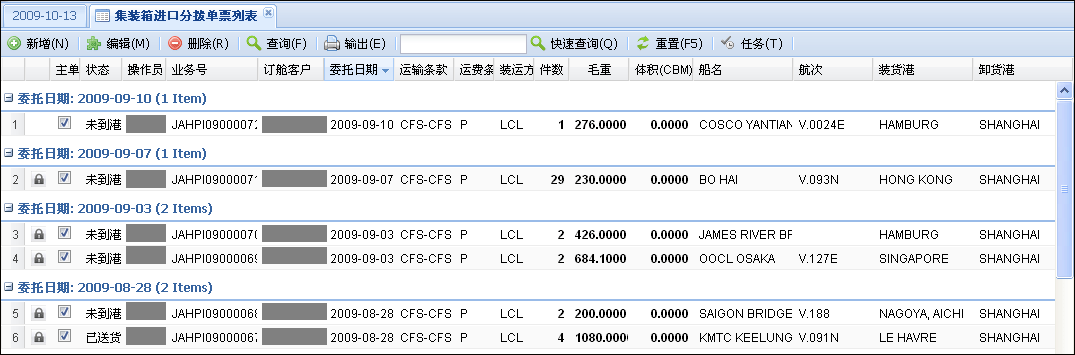 2009-10-13 集装箱进口分拨单票列表
新增(N) 编辑(M) 删除(R) 查询(F) 输出(E) 快速查询(Q) 重置(F5) 任务(T)
主单 状态 操作员 业务号 订舱客户 委托日期 运输条款 运费条 装运方 件数 毛重 体积(CBM) 船名 航次 装货港 卸货港
委托日期: 2009-09-10 (1 Item)
1 未到港 JAHPI0900007 2009-09-10 CFS-CFS P LCL 1 276.0000 0.0000 COSCO YANTIAN V.0024E HAMBURG SHANGHAI
委托日期: 2009-09-07 (1 Item)
2 未到港 JAHPI0900007 2009-09-07 CFS-CFS P LCL 29 230.0000 0.0000 BO HAI V.093N HONG KONG SHANGHAI
委托日期: 2009-09-03 (2 Items)
3 未到港 JAHPI0900007 2009-09-03 CFS-CFS P LCL 2 426.0000 0.0000 JAMES RIVER BR HAMBURG SHANGHAI
4 未到港 JAHPI0900006 2009-09-03 CFS-CFS P LCL 2 684.1000 0.0000 OOCL OSAKA V.127E SINGAPORE SHANGHAI
委托日期: 2009-08-28 (2 Items)
5 未到港 JAHPI0900006 2009-08-28 CFS-CFS P LCL 2 200.0000 0.0000 SAIGON BRIDGE V.188 NAGOYA, AICHI SHANGHAI
6 已送货 JAHPI0900006 2009-08-28 CFS-CFS P LCL 4 1080.0000 0.0000 KMTC KEELUNG V.091N LE HAVRE SHANGHAI